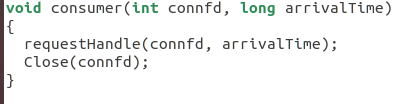 void consumer(int connfd, long arrivalTime)
{
  requestHandle(connfd, arrivalTime);
  Close(connfd);
}